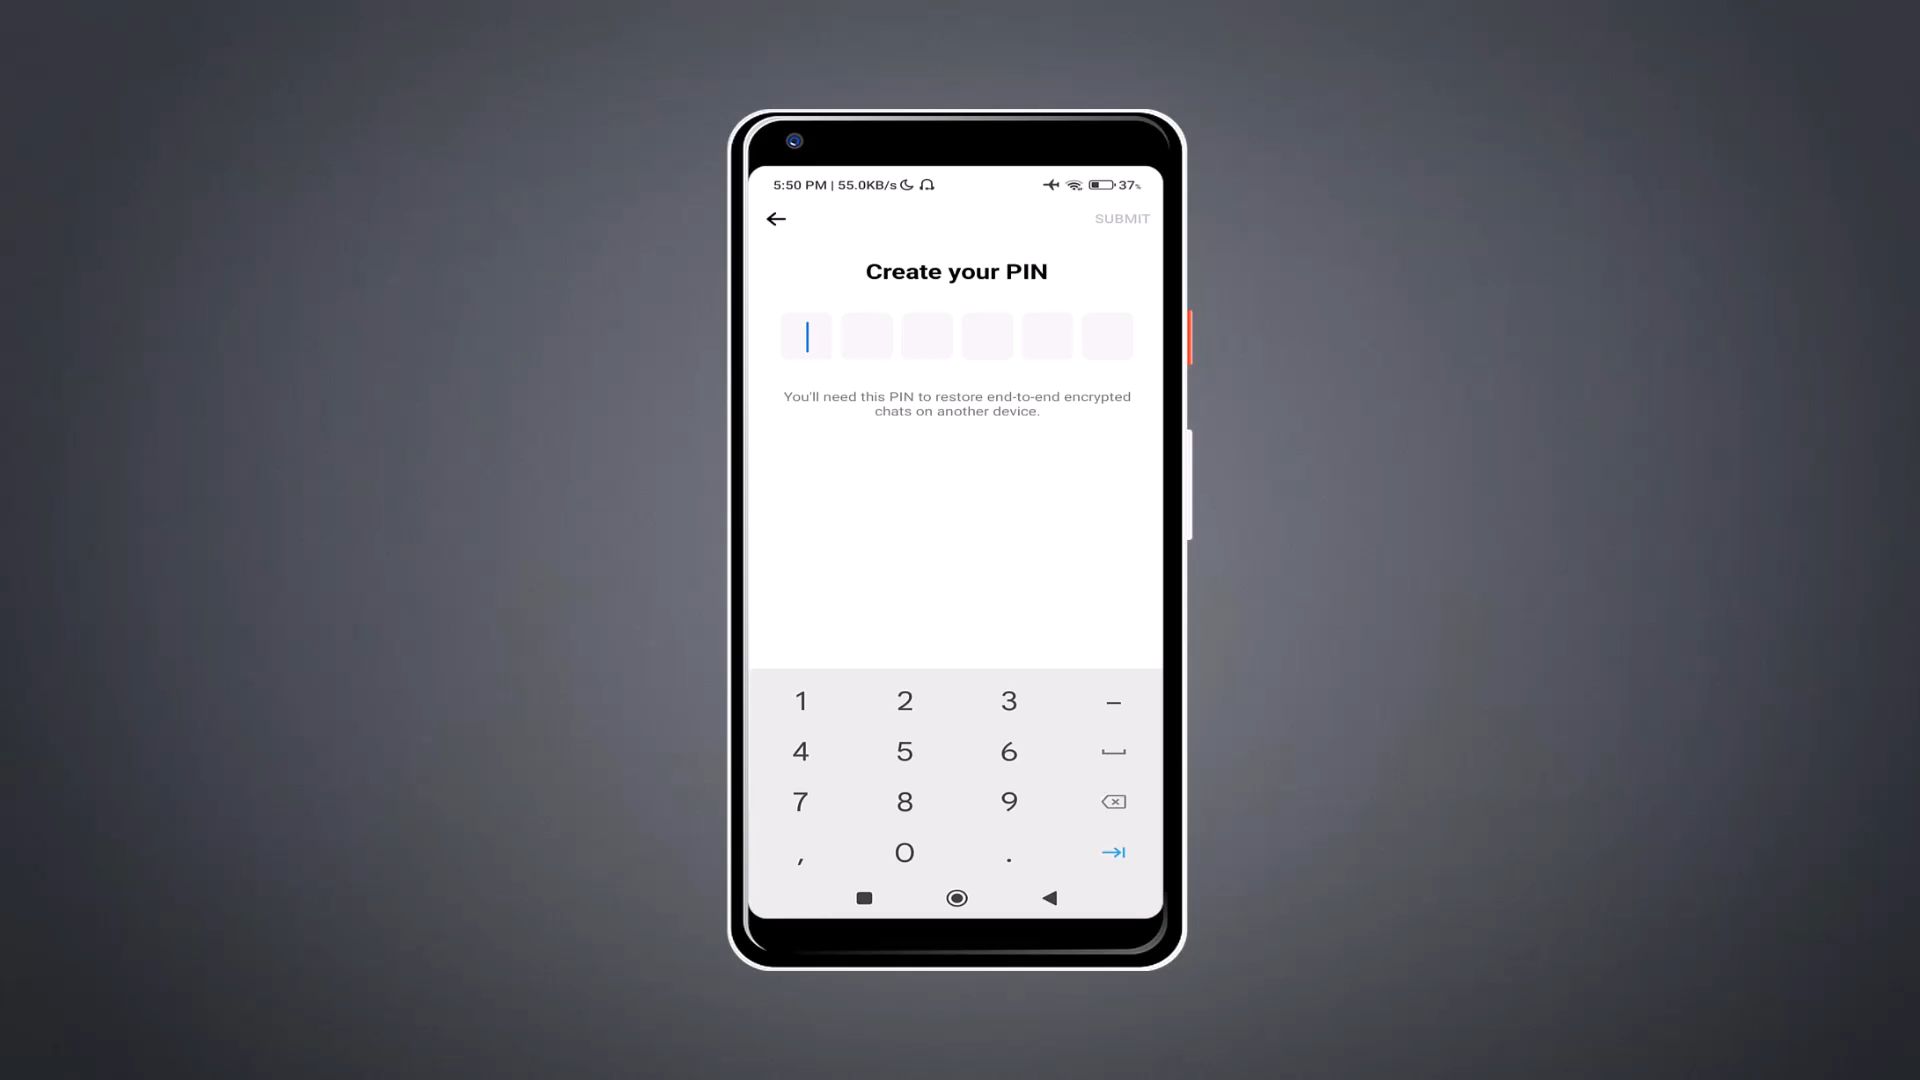 5:50 PM | 55.0KB/s 37%
SUBMIT
Create your PIN
You'll need this PIN to restore end-to-end encrypted
chats on another device.
1 2 3 –
4 5 6
7 8 9
, 0 .